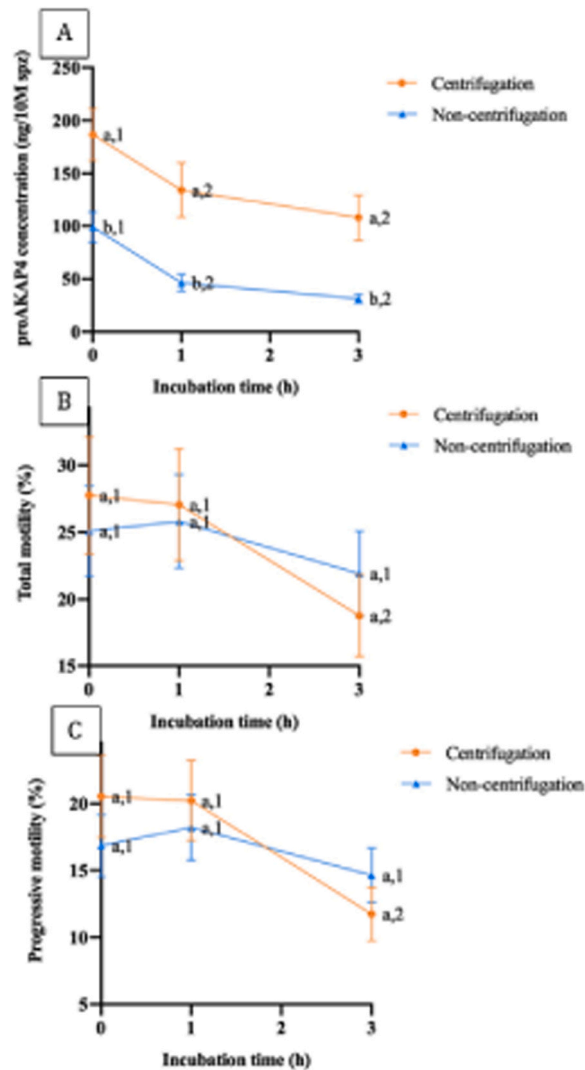 A
proAKAP4 concentration (ng/10M spz)
250
200
150
100
50
0
a,1
a,2
a,2
b,1
b,2
b,2
0 1 2 3
Incubation time (h)
Centrifugation
Non-centrifugation
B
Total motility (%)
30
25
20
15
a,1
a,1
a,1
a,1
a,1
a,2
0 1 2 3
Incubation time (h)
Centrifugation
Non-centrifugation
C
Progressive motility (%)
20
15
10
5
a,1
a,1
a,1
a,1
a,1
a,2
0 1 2 3
Incubation time (h)
Centrifugation
Non-centrifugation